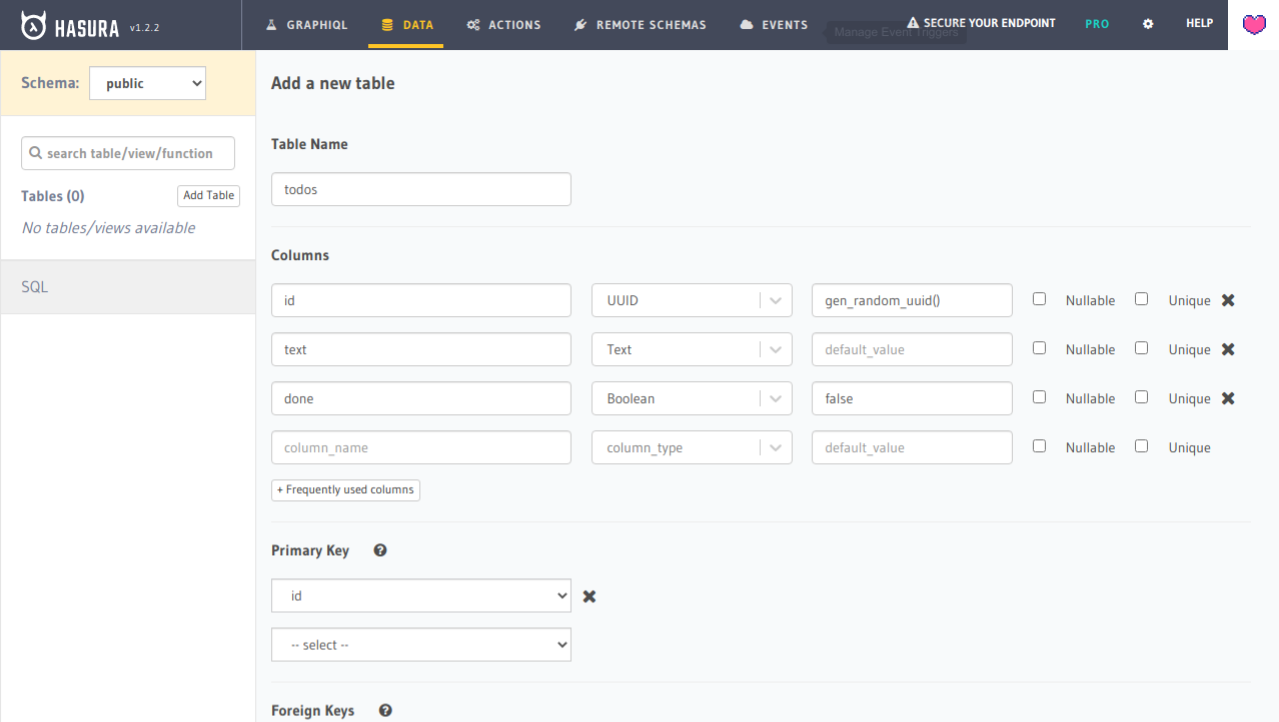 HASURA v1.2.2 GRAPHIQL DATA ACTIONS REMOTE SCHEMAS EVENTS SECURE YOUR ENDPOINT PRO HELP
Manage Event Triggers
Schema: public
search table/view/function
Tables (0) Add Table
No tables/views available
SQL
Add a new table
Table Name
todos
Columns
id UUID gen_random_uuid() Nullable Unique
text Text default_value Nullable Unique
done Boolean false Nullable Unique
column_name column_type default_value Nullable Unique
+ Frequently used columns
Primary Key
id
-- select --
Foreign Keys